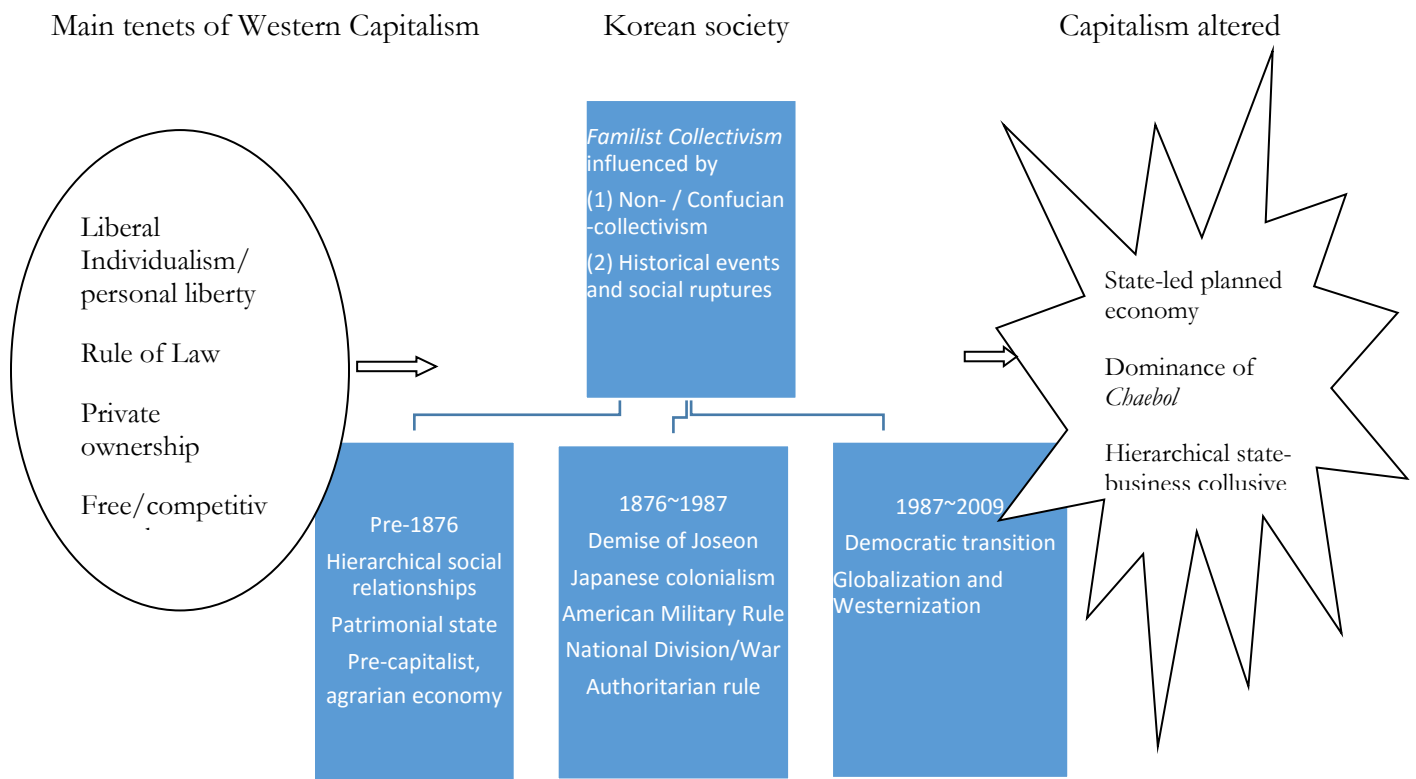 Main tenets of Western Capitalism
Korean society
Capitalism altered
Liberal
Individualism/
personal liberty
Rule of Law
Private
ownership
Free/competitiv
Familist Collectivism
influenced by
(1) Non- / Confucian
-collectivism
(2) Historical events
and social ruptures
Pre-1876
Hierarchical social
relationships
Patrimonial state
Pre-capitalist,
agrarian economy
1876~1987
Demise of Joseon
Japanese colonialism
American Military Rule
National Division/War
Authoritarian rule
1987~2009
Democratic transition
Globalization and
Westernization
State-led planned
economy
Dominance of
Chaebol
Hierarchical state-
business collusive